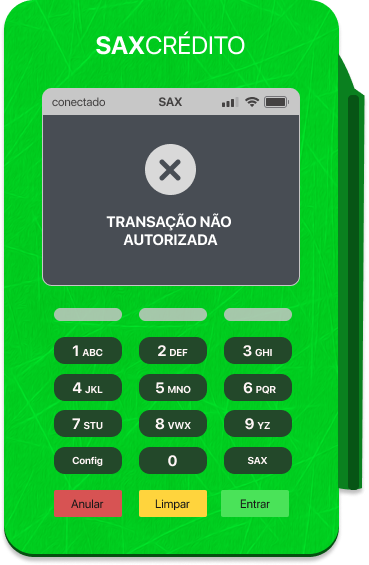 SAXCRÉDITO
conectado SAX
TRANSAÇÃO NÃO
AUTORIZADA
1 ABC 2 DEF 3 GHI
4 JKL 5 MNO 6 PQR
7 STU 8 VWX 9 YZ
Config 0 SAX
Anular Limpar Entrar